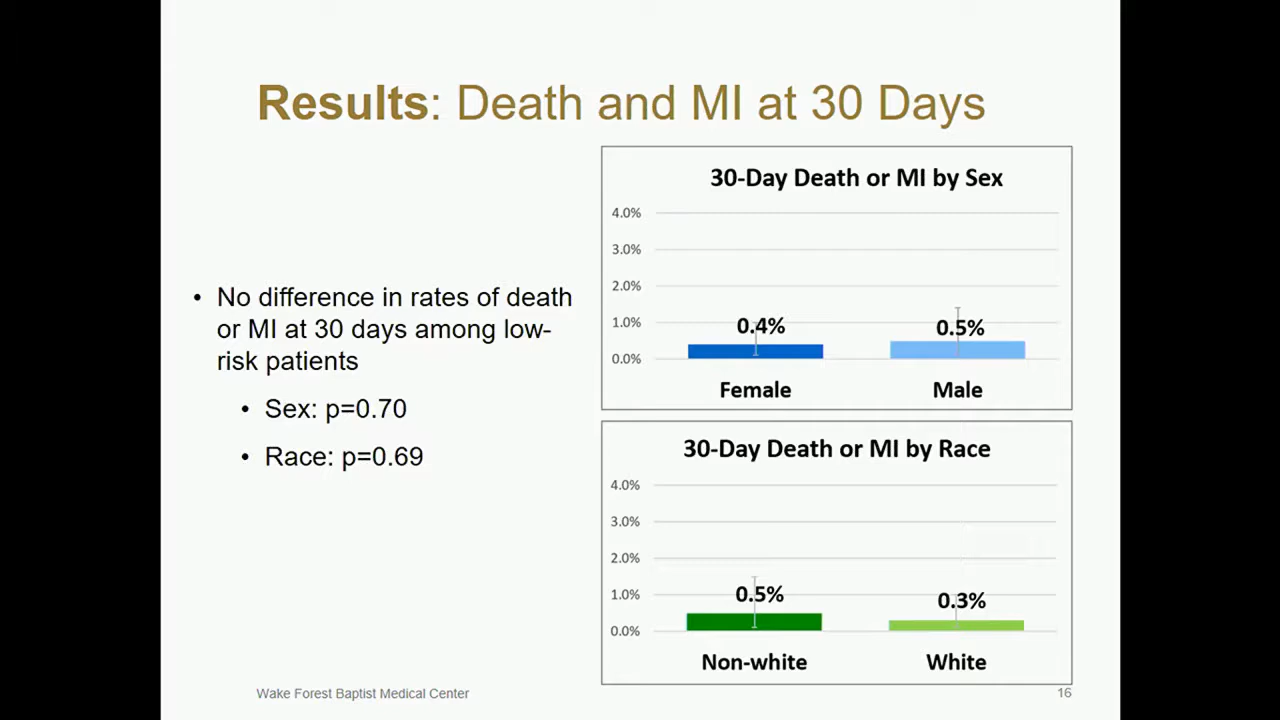 Results: Death and MI at 30 Days
• No difference in rates of death
or MI at 30 days among low-
risk patients
• Sex: p=0.70
• Race: p=0.69
30-Day Death or MI by Sex
4.0%
3.0%
2.0%
1.0%
0.0%
0.4%
0.5%
Female
Male
30-Day Death or MI by Race
4.0%
3.0%
2.0%
1.0%
0.0%
0.5%
0.3%
Non-white
White
Wake Forest Baptist Medical Center
16